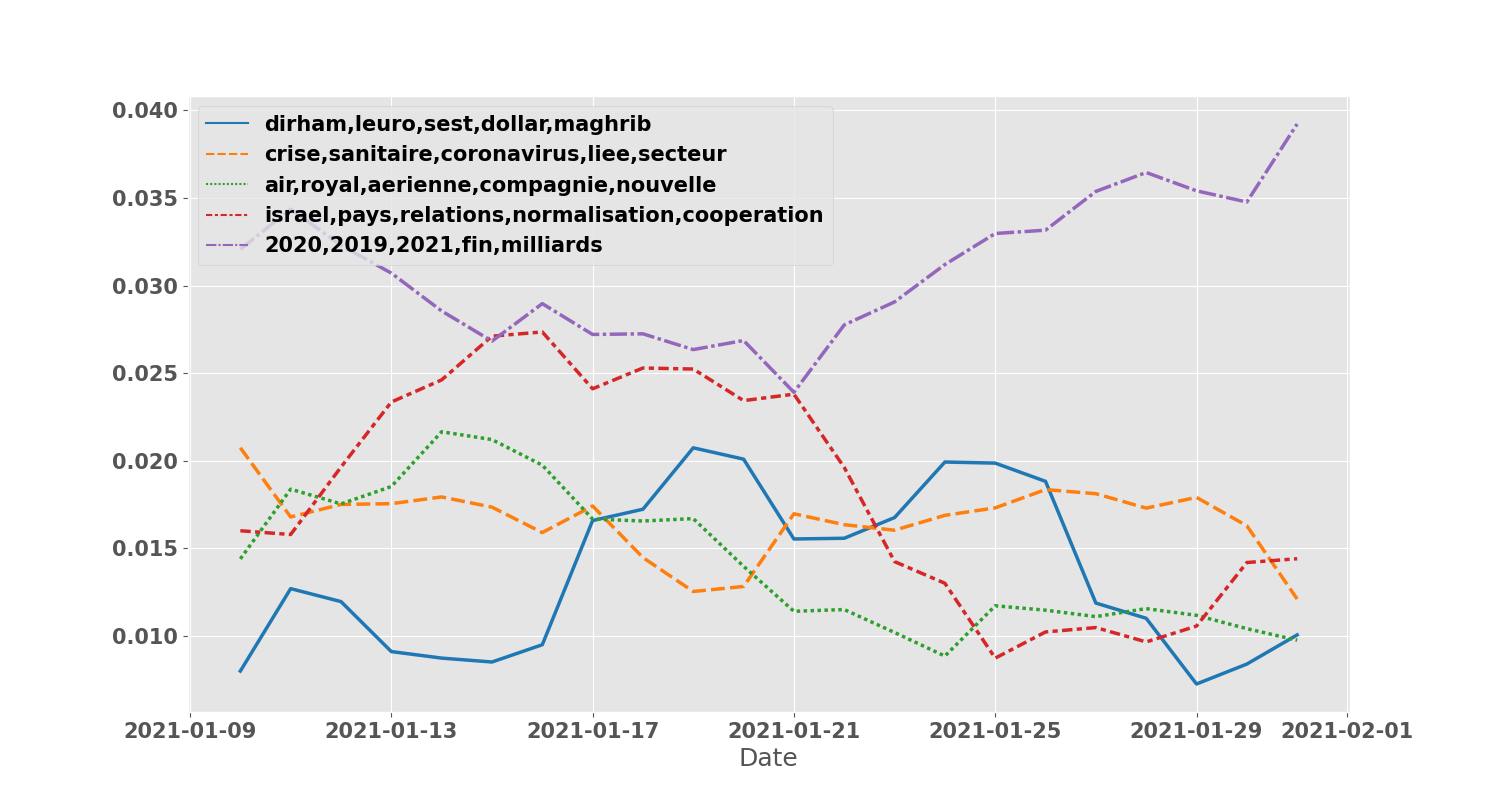 0.040
0.035
0.030
0.025
0.020
0.015
0.010
dirham,leuro,sest,dollar,maghrib
crise,sanitaire,coronavirus,liee,secteur
air,royal,aerienne,compagnie,nouvelle
israel,pays,relations,normalisation,cooperation
2020,2019,2021,fin,milliards
2021-01-09 2021-01-13 2021-01-17 2021-01-21 2021-01-25 2021-01-29 2021-02-01
Date